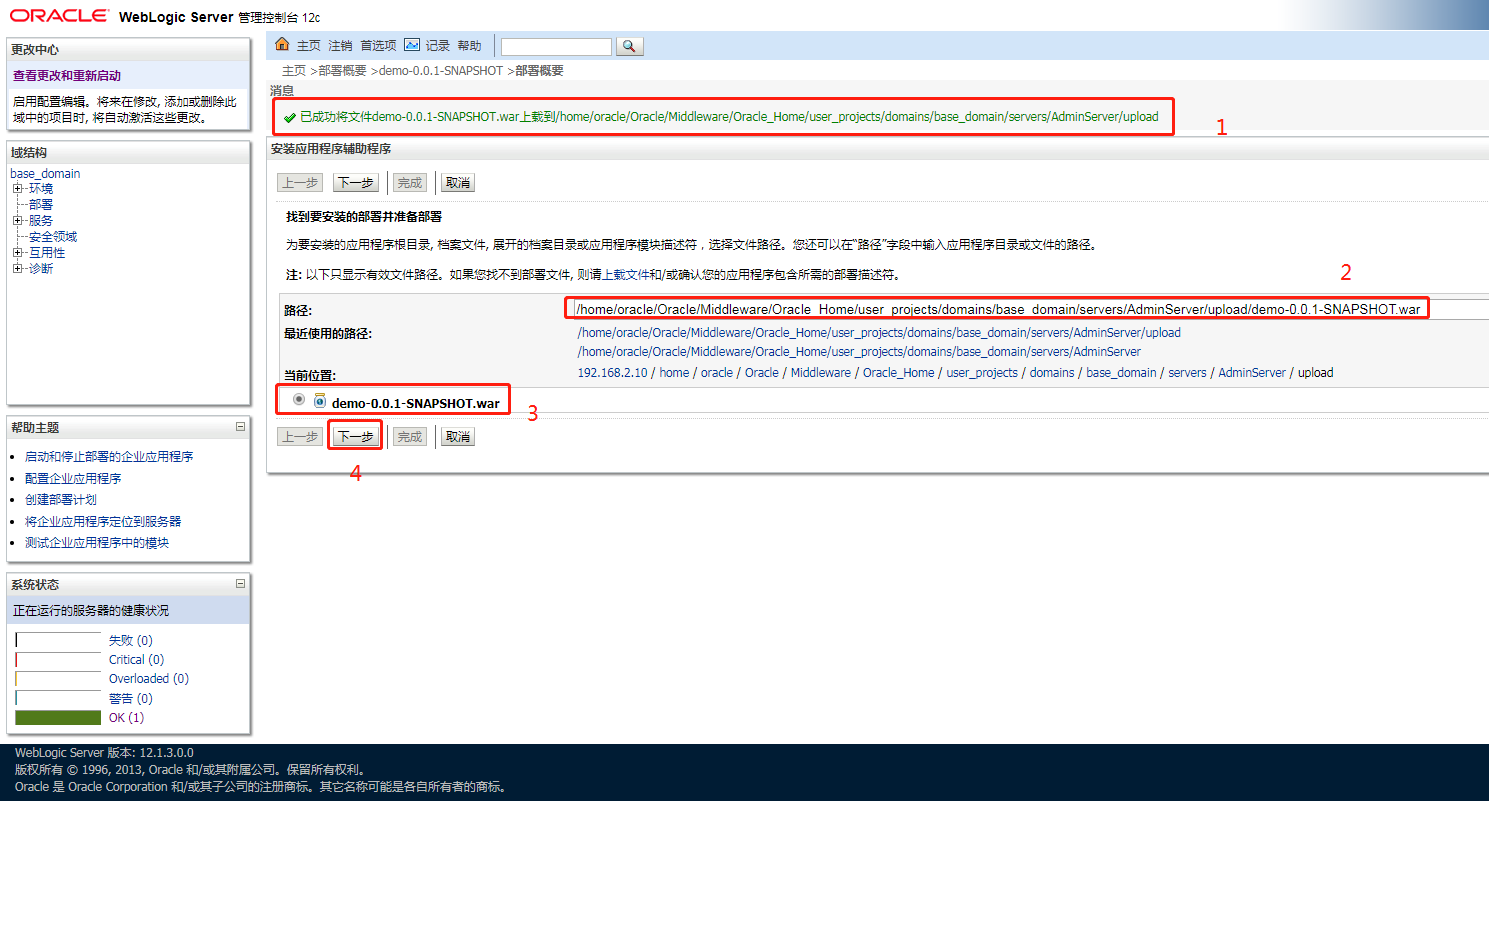 ORACLE WebLogic Server 管理控制台 12c
更改中心
查看更改和重新启动
启用配置编辑。将来在修改, 添加或删除此
域中的项目时, 将自动激活这些更改。
域结构
base_domain
环境
部署
服务
安全领域
互用性
诊断
帮助主题
启动和停止部署的企业应用程序
配置企业应用程序
创建部署计划
将企业应用程序定位到服务器
测试企业应用程序中的模块
系统状态
正在运行的服务器的健康状况
失败 (0)
Critical (0)
Overloaded (0)
警告 (0)
OK (1)
主页 注销 首选项 记录 帮助
主页 >部署概要 >demo-0.0.1-SNAPSHOT >部署概要
消息
已成功将文件demo-0.0.1-SNAPSHOT.war上载到/home/oracle/Oracle/Middleware/Oracle_Home/user_projects/domains/base_domain/servers/AdminServer/upload
1
安装应用程序辅助程序
上一步 下一步 完成 取消
找到要安装的部署并准备部署
为要安装的应用程序根目录, 档案文件, 展开的档案目录或应用程序模块描述符，选择文件路径。您还可以在“路径”字段中输入应用程序目录或文件的路径。
注: 以下只显示有效文件路径。如果您找不到部署文件, 则请上载文件和/或确认您的应用程序包含所需的部署描述符。
2
路径: /home/oracle/Oracle/Middleware/Oracle_Home/user_projects/domains/base_domain/servers/AdminServer/upload/demo-0.0.1-SNAPSHOT.war
最近使用的路径: /home/oracle/Oracle/Middleware/Oracle_Home/user_projects/domains/base_domain/servers/AdminServer/upload
/home/oracle/Oracle/Middleware/Oracle_Home/user_projects/domains/base_domain/servers/AdminServer
当前位置: 192.168.2.10 / home / oracle / Oracle / Middleware / Oracle_Home / user_projects / domains / base_domain / servers / AdminServer / upload
demo-0.0.1-SNAPSHOT.war
3
上一步 下一步 完成 取消
4
WebLogic Server 版本: 12.1.3.0.0
版权所有 © 1996, 2013, Oracle 和/或其附属公司。保留所有权利。
Oracle 是 Oracle Corporation 和/或其子公司的注册商标。其它名称可能是各自所有者的商标。